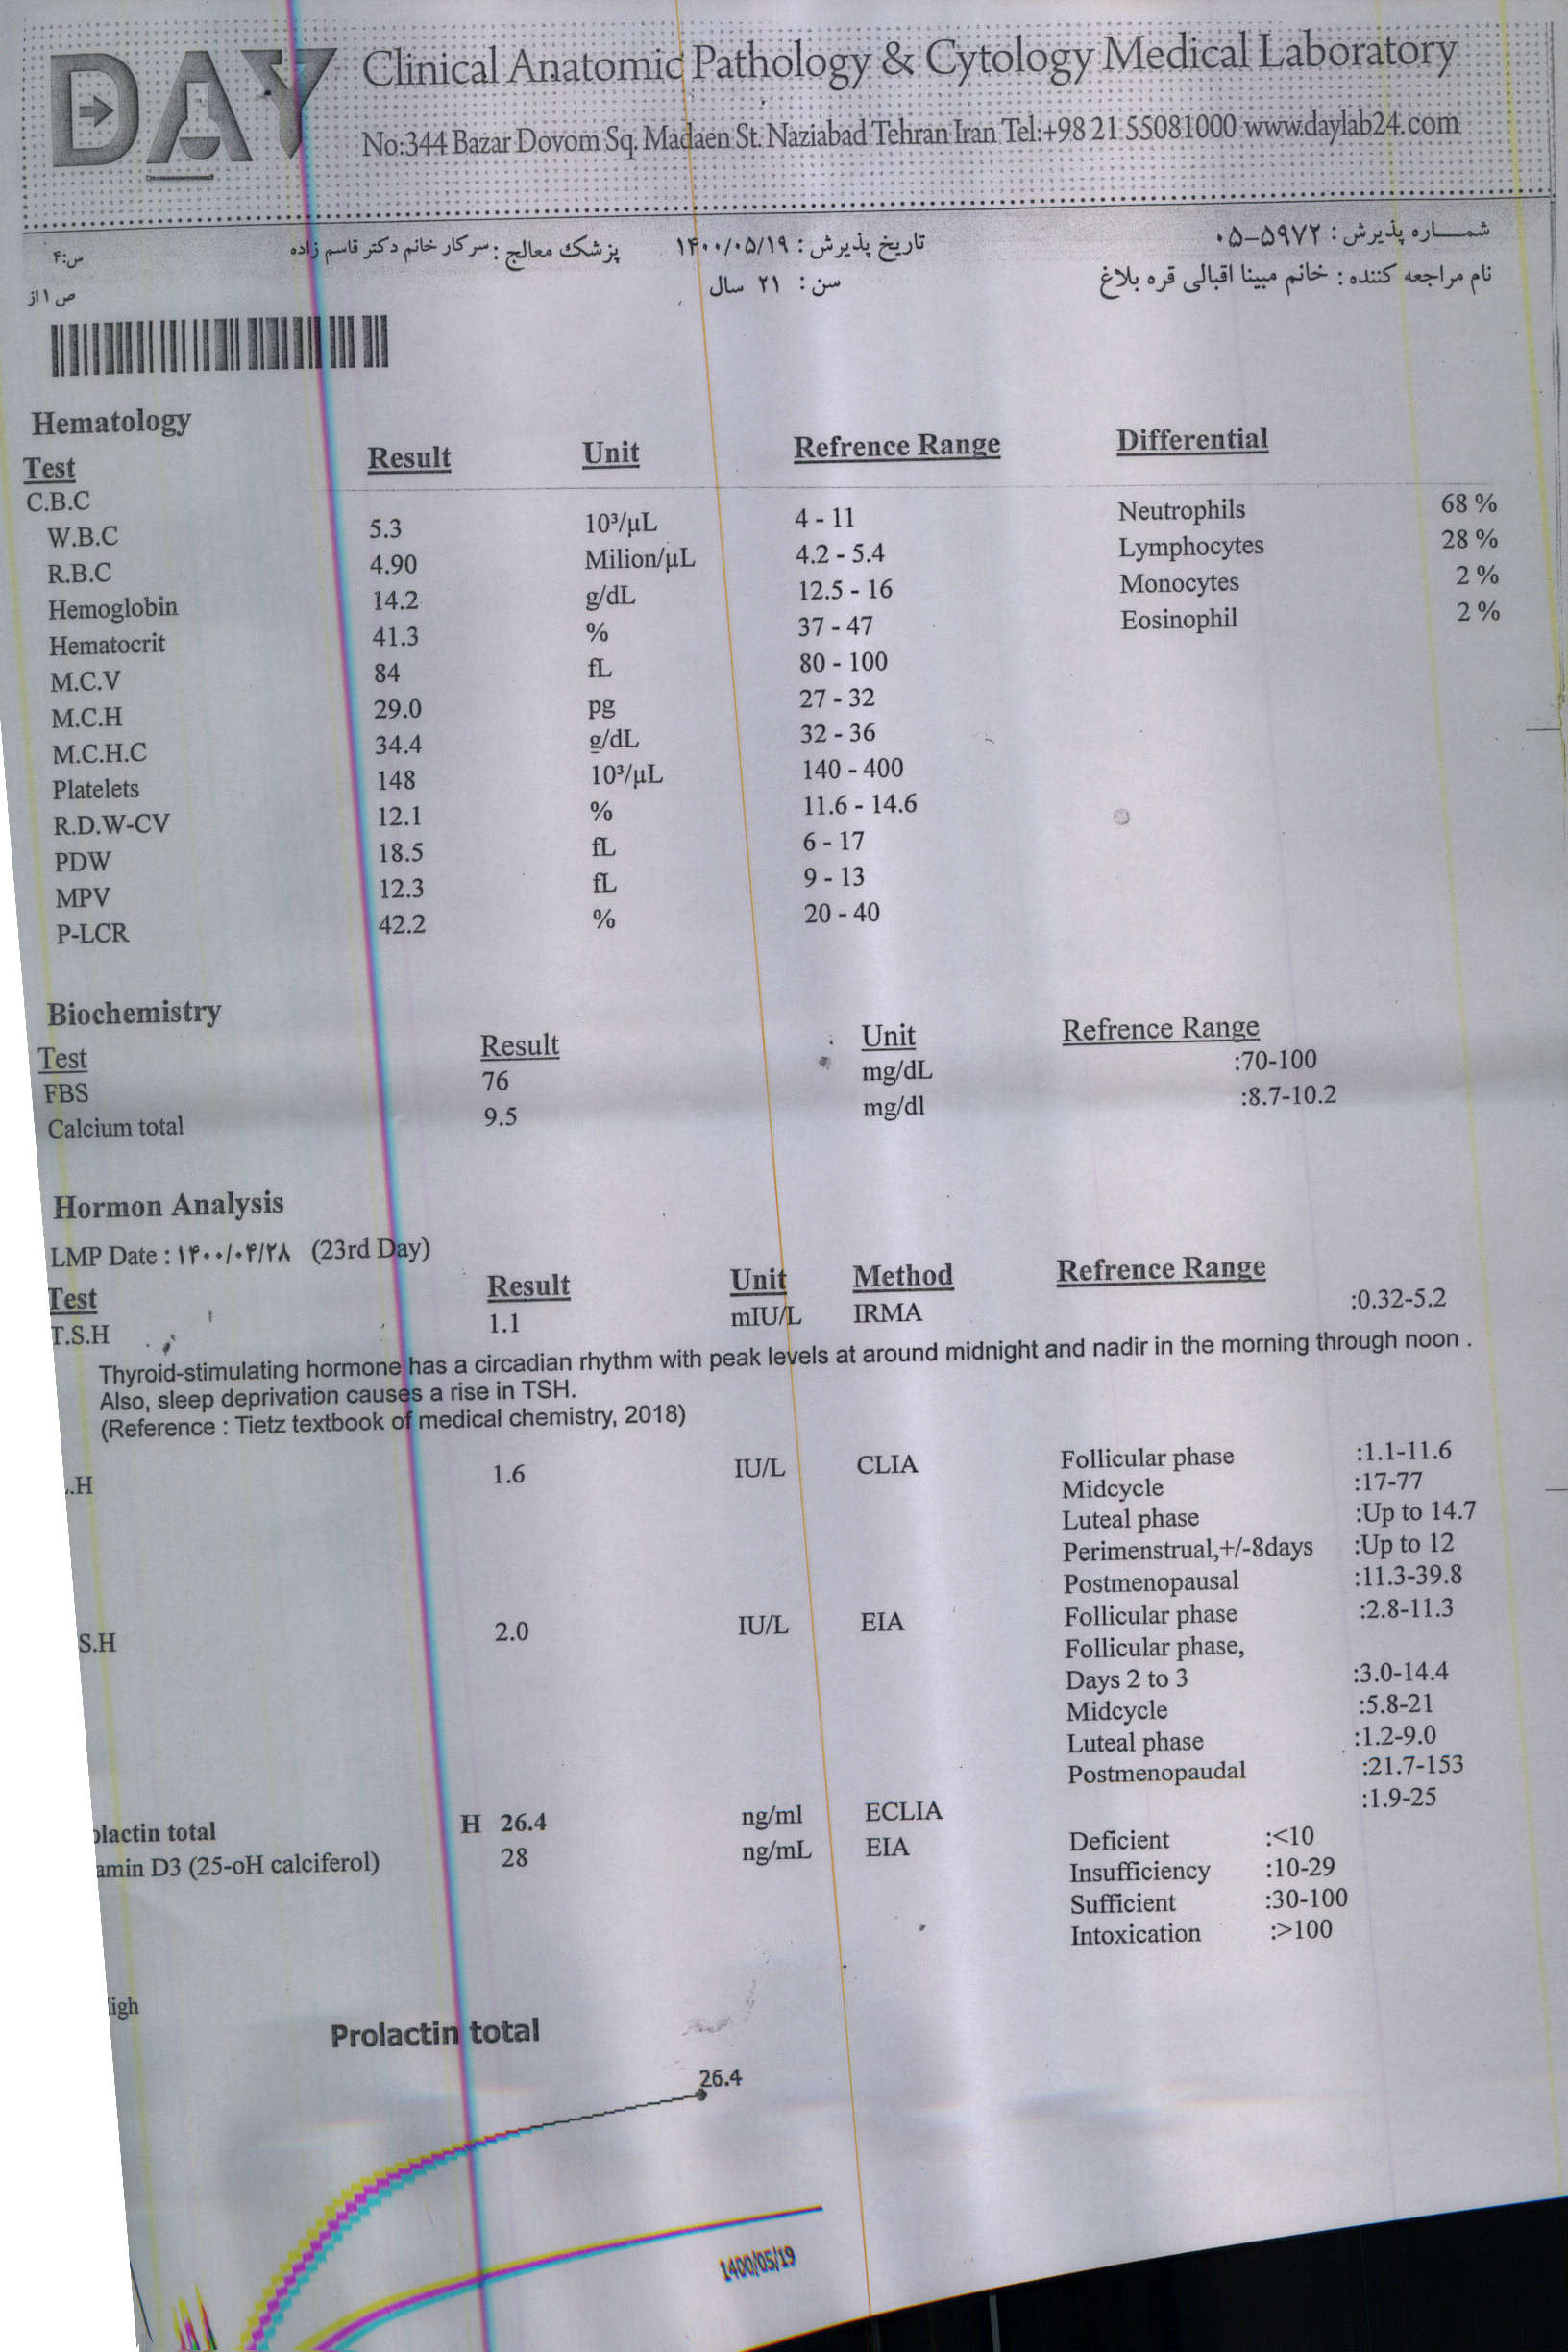 DAY
Clinical Anatomic Pathology & Cytology Medical Laboratory
No:344 Bazar Dovom Sq. Madaen St. Naziabad Tehran Iran Tel:+98 21 55081000 www.daylab24.com
شماره پذیرش : ۰۵-۵۹۷۲ تاریخ پذیرش : ۱۴۰۰/۰۵/۱۹ پزشک معالج : سرکار خانم دکتر قاسم زاده س:۴
نام مراجعه کننده : خانم مبینا اقبالی قره بلاغ سن : ۲۱ سال ص ۱ از
Hematology
Test Result Unit Refrence Range Differential
C.B.C
W.B.C 5.3 10³/µL 4 - 11 Neutrophils 68 %
R.B.C 4.90 Milion/µL 4.2 - 5.4 Lymphocytes 28 %
Hemoglobin 14.2 g/dL 12.5 - 16 Monocytes 2 %
Hematocrit 41.3 % 37 - 47 Eosinophil 2 %
M.C.V 84 fL 80 - 100
M.C.H 29.0 pg 27 - 32
M.C.H.C 34.4 g/dL 32 - 36
Platelets 148 10³/µL 140 - 400
R.D.W-CV 12.1 % 11.6 - 14.6
PDW 18.5 fL 6 - 17
MPV 12.3 fL 9 - 13
P-LCR 42.2 % 20 - 40
Biochemistry
Test Result Unit Refrence Range
FBS 76 mg/dL :70-100
Calcium total 9.5 mg/dl :8.7-10.2
Hormon Analysis
LMP Date : ۱۴۰۰/۰۴/۲۸ (23rd Day)
Test Result Unit Method Refrence Range
T.S.H 1.1 mIU/L IRMA :0.32-5.2
Thyroid-stimulating hormone has a circadian rhythm with peak levels at around midnight and nadir in the morning through noon .
Also, sleep deprivation causes a rise in TSH.
(Reference : Tietz textbook of medical chemistry, 2018)
.H 1.6 IU/L CLIA Follicular phase :1.1-11.6
Midcycle :17-77
Luteal phase :Up to 14.7
Perimenstrual,+/-8days :Up to 12
Postmenopausal :11.3-39.8
S.H 2.0 IU/L EIA Follicular phase :2.8-11.3
Follicular phase,
Days 2 to 3 :3.0-14.4
Midcycle :5.8-21
Luteal phase :1.2-9.0
Postmenopaudal :21.7-153
olactin total H 26.4 ng/ml ECLIA :1.9-25
amin D3 (25-oH calciferol) 28 ng/mL EIA Deficient :<10
Insufficiency :10-29
Sufficient :30-100
Intoxication :>100
igh
Prolactin total
26.4
1400/05/19